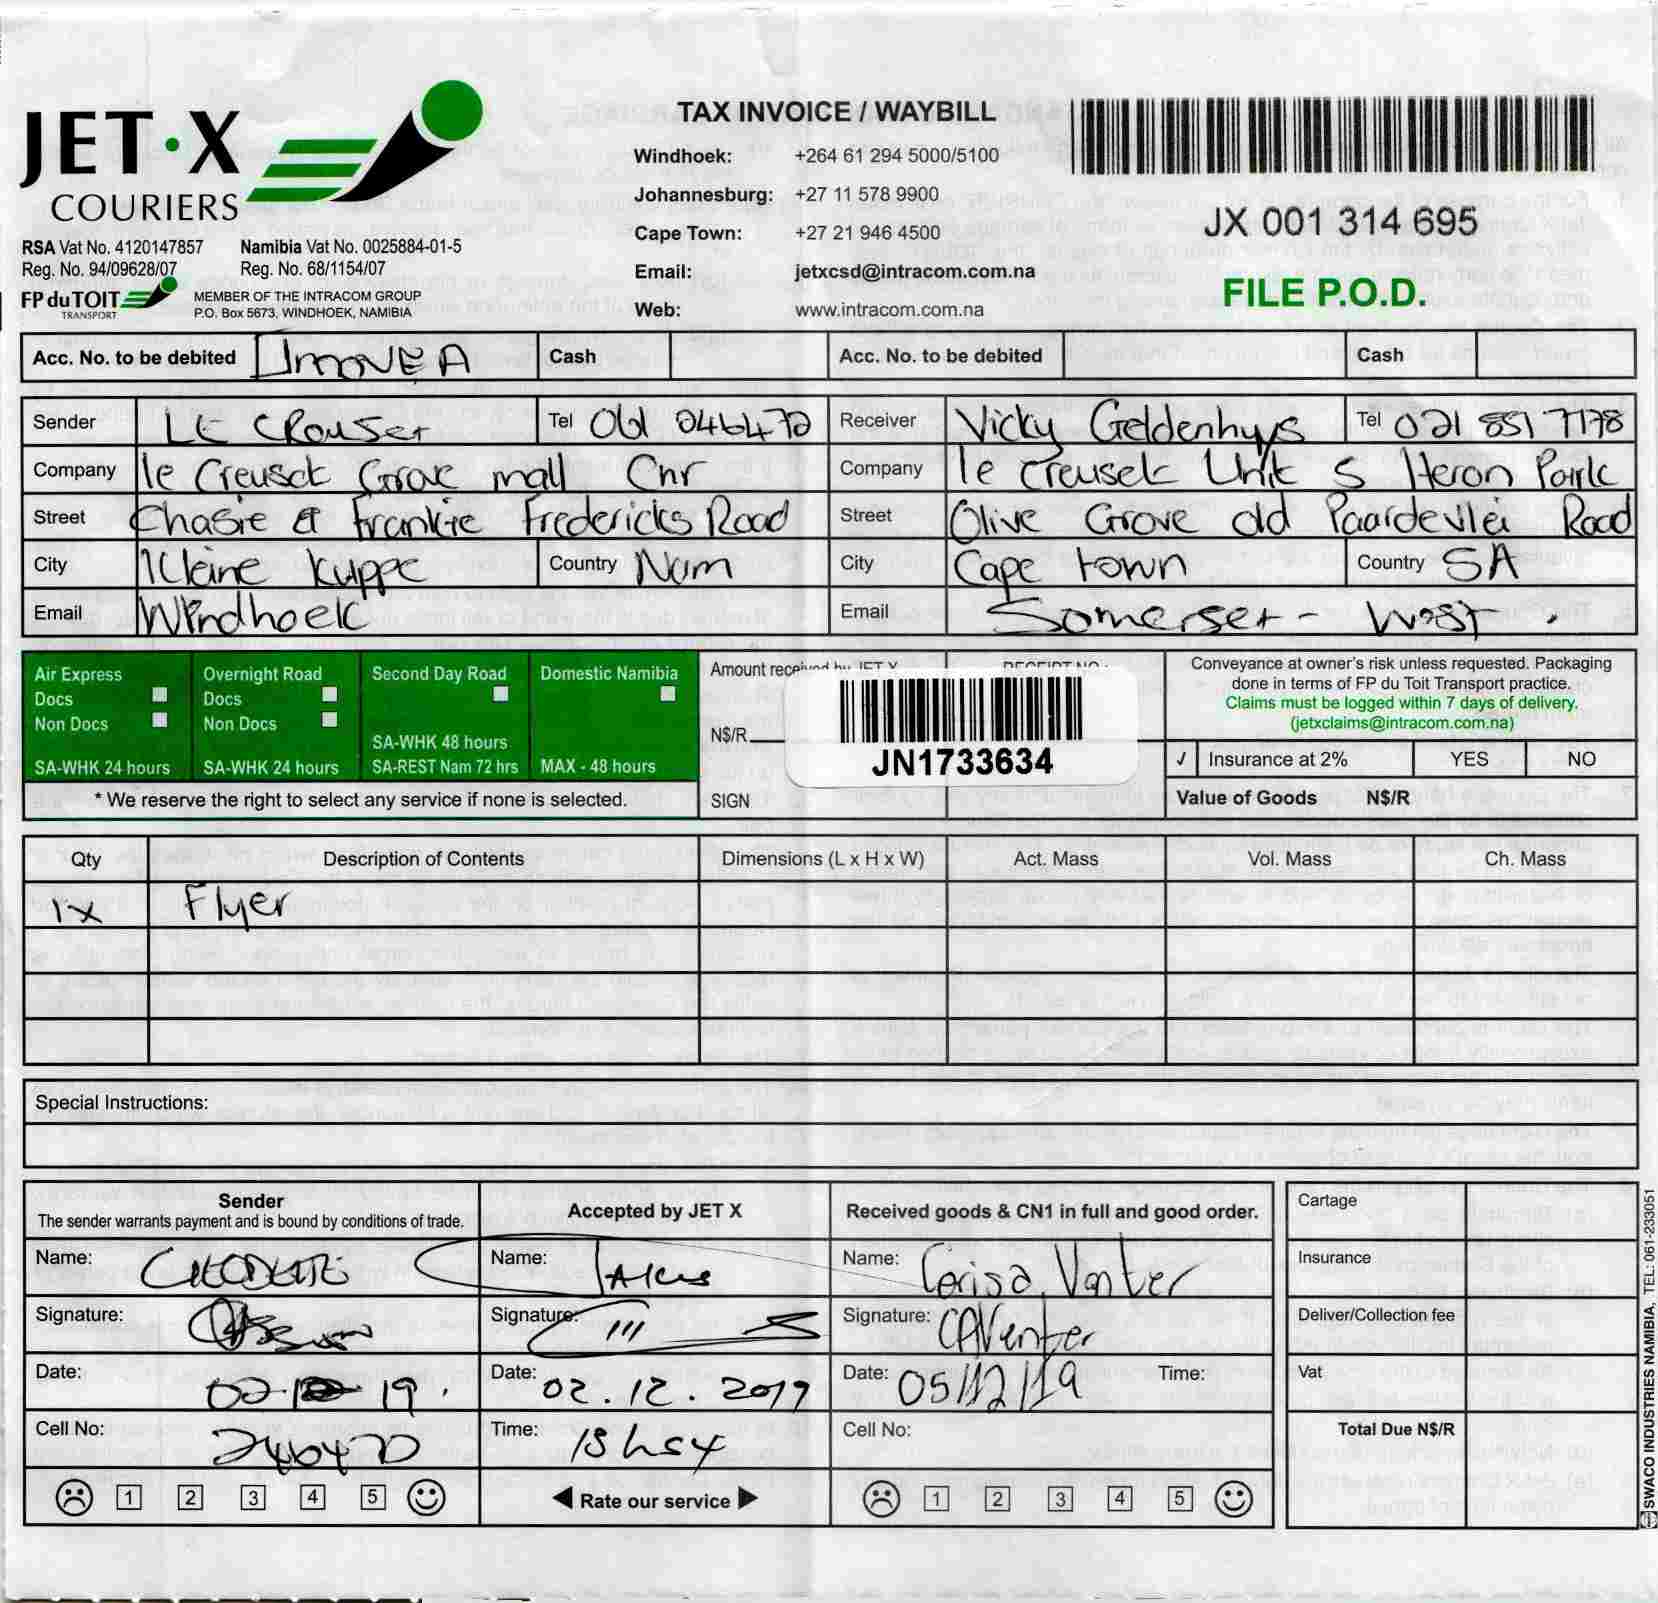 JET·X
COURIERS
RSA Vat No. 4120147857 Namibia Vat No. 0025884-01-5
Reg. No. 94/09628/07 Reg. No. 68/1154/07
FP du TOIT
TRANSPORT
MEMBER OF THE INTRACOM GROUP
P.O. Box 5673, WINDHOEK, NAMIBIA
TAX INVOICE / WAYBILL
Windhoek: +264 61 294 5000/5100
Johannesburg: +27 11 578 9900
Cape Town: +27 21 946 4500
Email: jetxcsd@intracom.com.na
Web: www.intracom.com.na
JX 001 314 695
FILE P.O.D.
Acc. No. to be debited Cash Acc. No. to be debited Cash
Sender LE CROUSET Tel 061 246470 Receiver Vicky Geldenhys Tel 021 851 7178
Company le Creuset Grove mall Cnr Company le creuset Unit 5 Heron Park
Street Chasie & Frankie Fredericks Road Street Olive Grove old Paardevlei Road
City Kleine Kuppe Country Nam City Cape town Country SA
Email Windhoek Email Somerset - West .
Air Express
Docs
Non Docs
SA-WHK 24 hours
Overnight Road
Docs
Non Docs
SA-WHK 24 hours
Second Day Road
SA-WHK 48 hours
SA-REST Nam 72 hrs
Domestic Namibia
MAX - 48 hours
* We reserve the right to select any service if none is selected.
Amount received by JET X RECEIPT NO.:
N$/R
SIGN
JN1733634
Conveyance at owner's risk unless requested. Packaging
done in terms of FP du Toit Transport practice.
Claims must be logged within 7 days of delivery.
(jetxclaims@intracom.com.na)
✓ Insurance at 2% YES NO
Value of Goods N$/R
Qty Description of Contents Dimensions (L x H x W) Act. Mass Vol. Mass Ch. Mass
1x Flyer
Special Instructions:
Sender
The sender warrants payment and is bound by conditions of trade.
Name:
Signature:
Date: 02-12-19.
Cell No: 246470
1 2 3 4 5
Accepted by JET X
Name:
Signature:
Date: 02.12.2019
Time: 15h54
Rate our service
Received goods & CN1 in full and good order.
Name: Carisa Venter
Signature: CAVenter
Date: 05/12/19 Time:
Cell No:
1 2 3 4 5
Cartage
Insurance
Deliver/Collection fee
Vat
Total Due N$/R
SWACO INDUSTRIES NAMIBIA, TEL: 061-233051